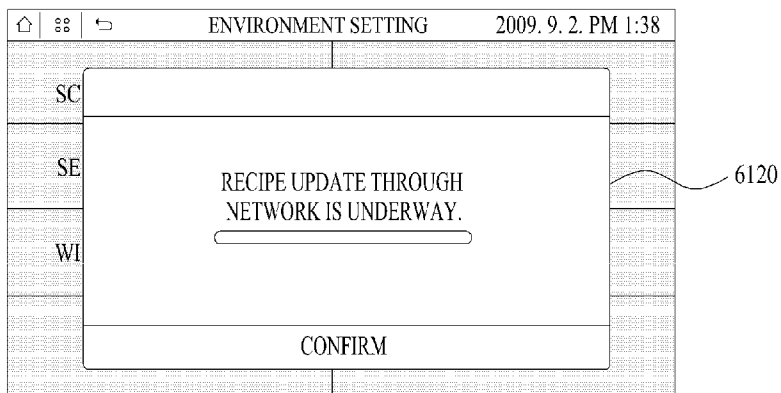 ENVIRONMENT SETTING 2009. 9. 2. PM 1:38
SC
SE
RECIPE UPDATE THROUGH
NETWORK IS UNDERWAY.
6120
WI
CONFIRM